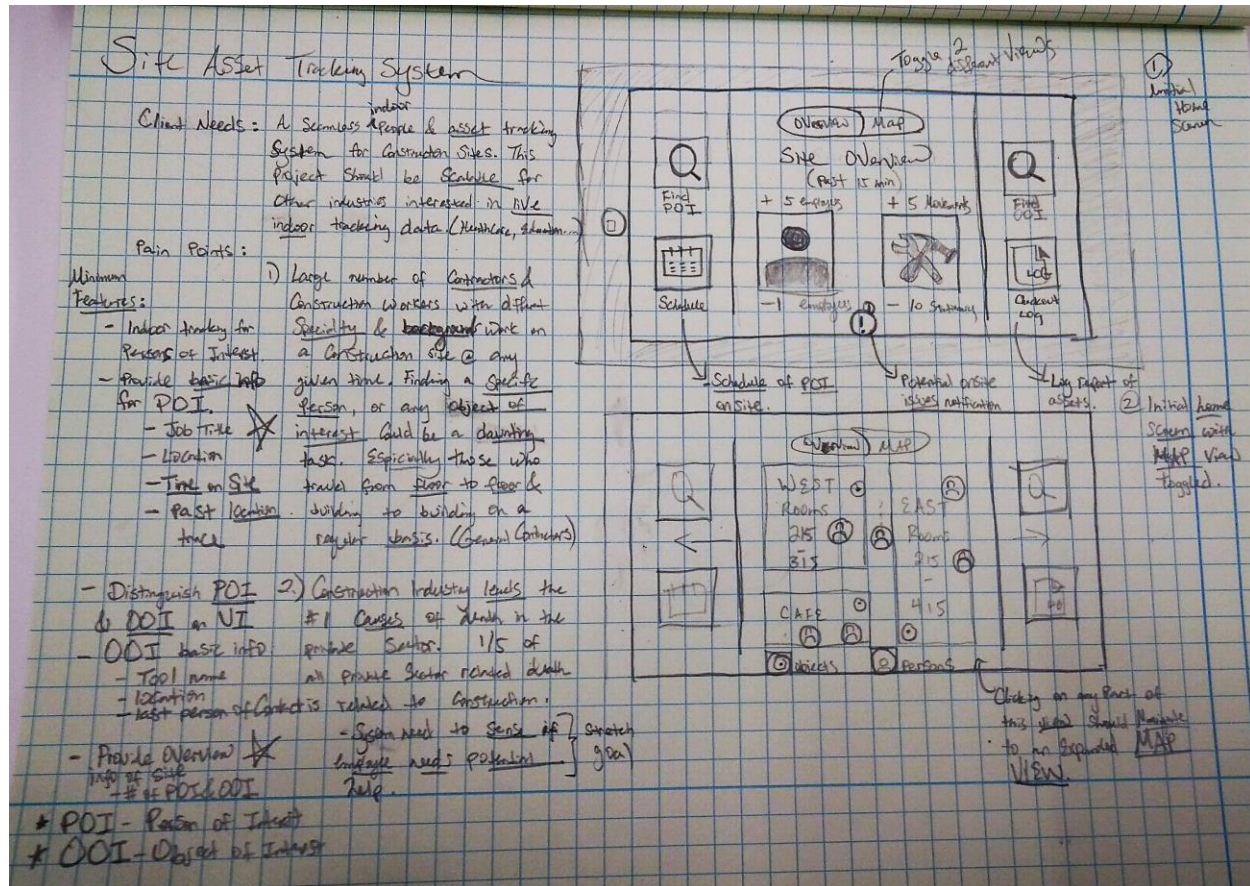 Site Asset Tracking System
Client Needs: A Seamless indoor people & asset tracking
System for Construction Sites. This
Project Should be Scalable for
other industries interested in live
indoor tracking data. (Healthcare, Education...)
Pain Points:
1) Large number of Contractors &
Construction workers with diffrent
Specialty & background work on
a Construction site @ any
given time. Finding a Specific
Person, or any object of
interest Could be a daunting
task. Espicially those who
travel from floor to floor &
building to building on a
regular basis. (General Contractors)
2.) Construction Industry leads the
#1 Causes of death in the
private Sector. 1/5 of
all private Sector related death
is related to Construction.
- System need to Sense if
employee needs potential
help.
Stretch
goal
Minimum
Features:
- Indoor tracking for
Persons of Interest.
- Provide basic info
for POI.
- Job Title
- Location
- Time on Site
- Past location
trace
- Distinguish POI
& OOI on UI
- OOI basic info
- Tool name
- location
- last person of Contact
- Provide Overview
info of Site
- # of POI & OOI
* POI - Person of Interest
* OOI - Object of Interest
Toggle 2
different Views
① Initial
Home
Screen
OVERVIEW MAP
Site Overview
(Past 15 min)
Find
POI
+ 5 employees
+ 5 Movements
Find
OOI
LOG
Schedule
- 1 employees
- 10 Stationary
!
Checkout
Log
Schedule of POI
onsite.
Potential onsite
issues notification
Log report of
assets.
② Initial home
Screen with
MAP View
toggled.
Overview MAP
WEST
Rooms
215
-
315
EAST
Rooms
215
-
415
CAFE
Objects
Persons
Clicking on any Part of
this view Should Navigate
to an Expanded MAP
VIEW.